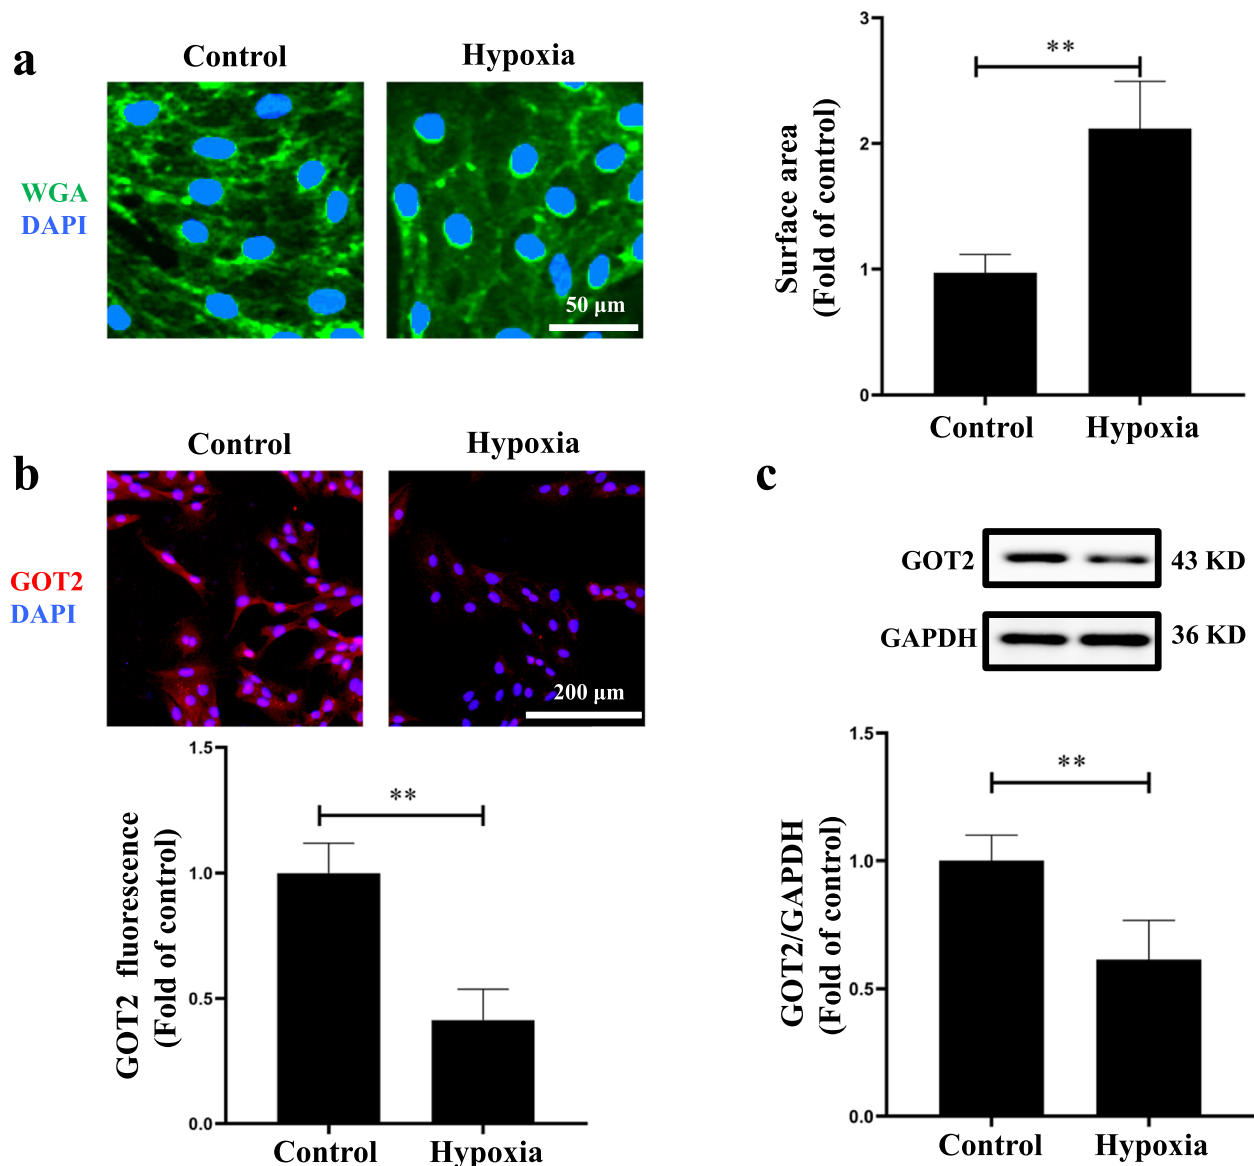 a
Control
Hypoxia
WGA
DAPI
50 μm
Surface area
(Fold of control)
3
2
1
0
**
Control
Hypoxia
b
Control
Hypoxia
GOT2
DAPI
200 μm
GOT2 fluorescence
(Fold of control)
1.5
1.0
0.5
0.0
**
Control
Hypoxia
c
GOT2
43 KD
GAPDH
36 KD
GOT2/GAPDH
(Fold of control)
1.5
1.0
0.5
0.0
**
Control
Hypoxia